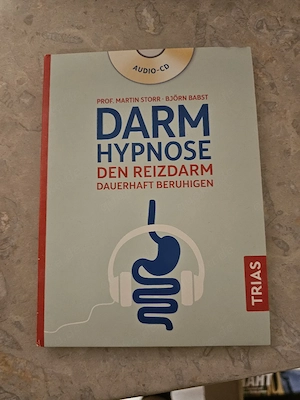 AUDIO-CD
PROF. MARTIN STORR · BJÖRN BABST
DARM
HYPNOSE
DEN REIZDARM
DAUERHAFT BERUHIGEN
TRIAS